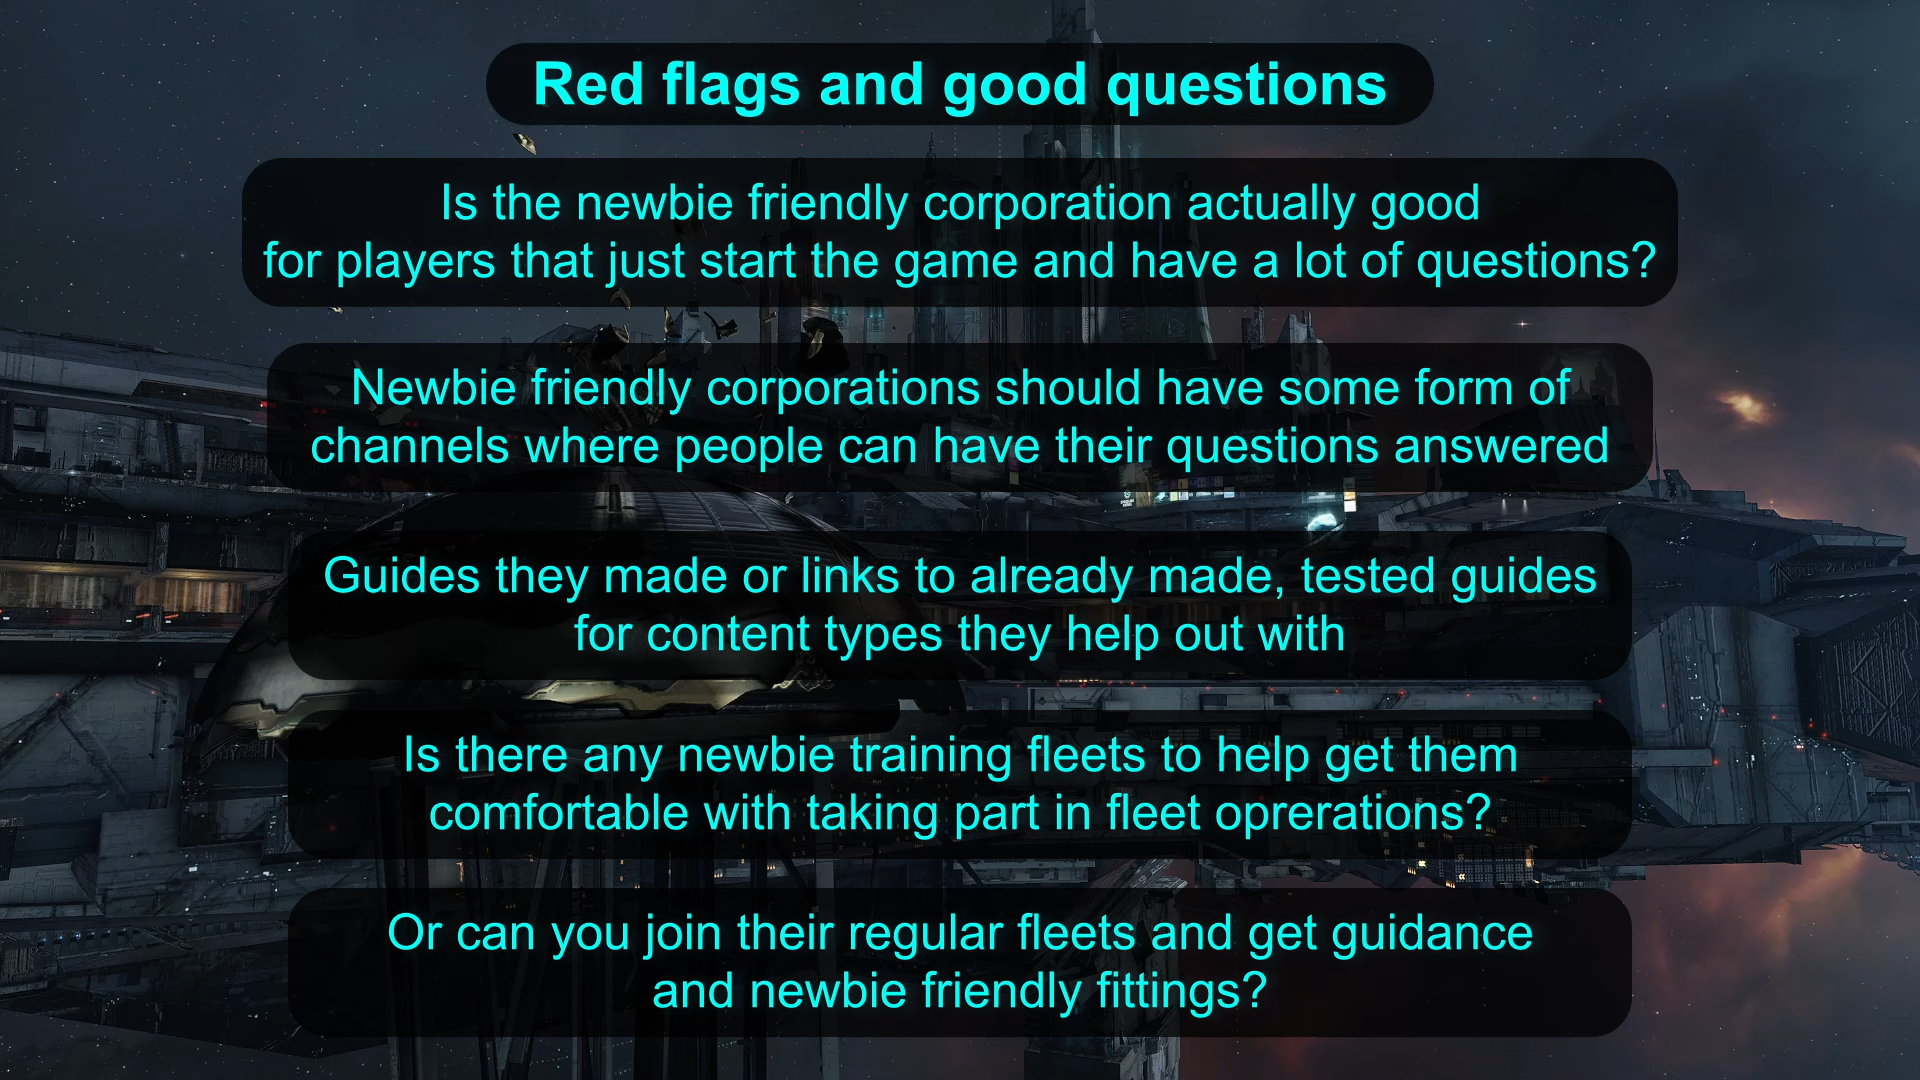 Red flags and good questions
Is the newbie friendly corporation actually good
for players that just start the game and have a lot of questions?
Newbie friendly corporations should have some form of
channels where people can have their questions answered
Guides they made or links to already made, tested guides
for content types they help out with
Is there any newbie training fleets to help get them
comfortable with taking part in fleet oprerations?
Or can you join their regular fleets and get guidance
and newbie friendly fittings?